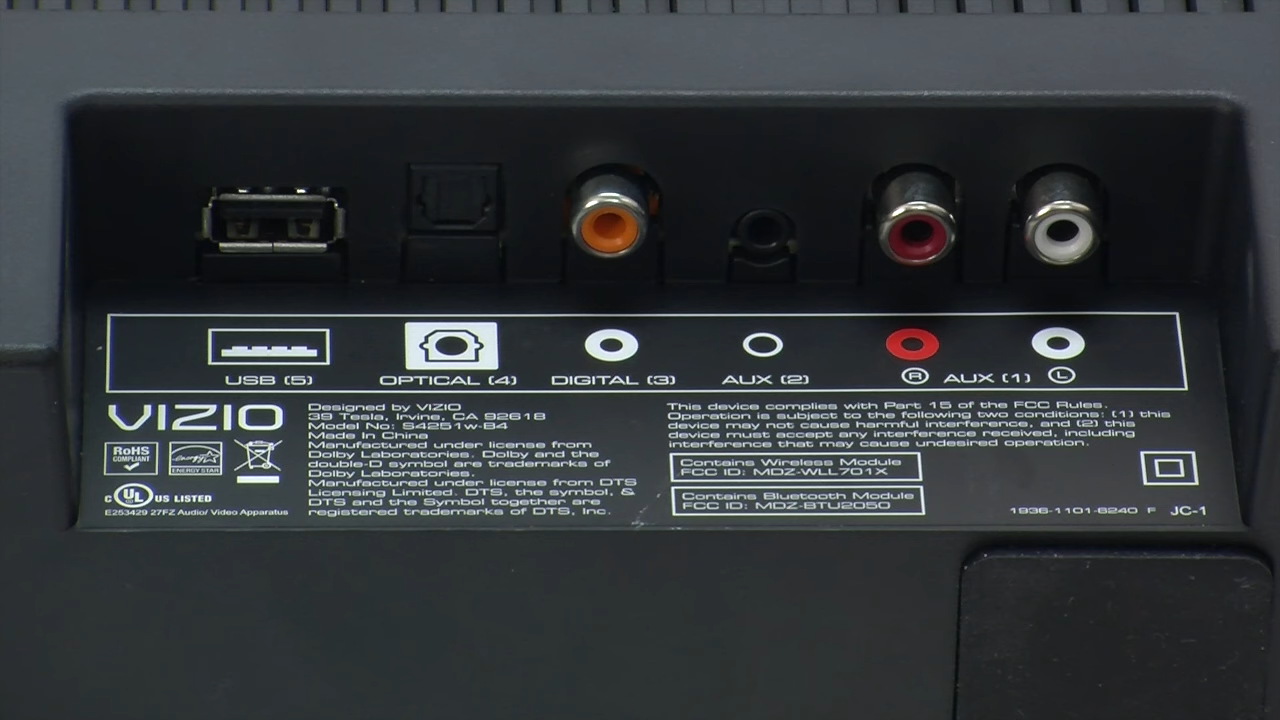 USB (5) OPTICAL (4) DIGITAL (3) AUX (2) R AUX (1) L
VIZIO
RoHS
COMPLIANT
ENERGY STAR
C UL US LISTED
E253429 27FZ Audio/ Video Apparatus
Designed by VIZIO
39 Tesla, Irvine, CA 92618
Model No: S4251w-B4
Made In China
Manufactured under license from
Dolby Laboratories. Dolby and the
double-D symbol are trademarks of
Dolby Laboratories.
Manufactured under license from DTS
Licensing Limited. DTS, the symbol, &
DTS and the Symbol together are
registered trademarks of DTS, Inc.
This device complies with Part 15 of the FCC Rules.
Operation is subject to the following two conditions: (1) this
device may not cause harmful interference, and (2) this
device must accept any interference received, including
interference that may cause undesired operation.
Contains Wireless Module
FCC ID: MDZ-WLL701X
Contains Bluetooth Module
FCC ID: MDZ-BTU2050
1936-1101-6240 F JC-1